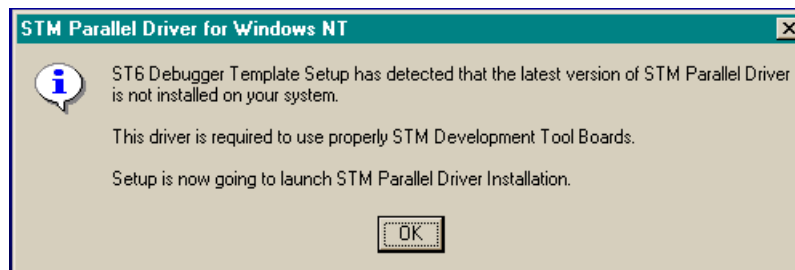 STM Parallel Driver for Windows NT
ST6 Debugger Template Setup has detected that the latest version of STM Parallel Driver
is not installed on your system.
This driver is required to use properly STM Development Tool Boards.
Setup is now going to launch STM Parallel Driver Installation.
OK